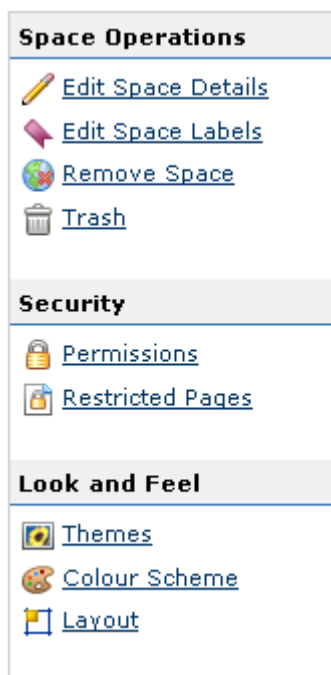 Space Operations
Edit Space Details
Edit Space Labels
Remove Space
Trash
Security
Permissions
Restricted Pages
Look and Feel
Themes
Colour Scheme
Layout